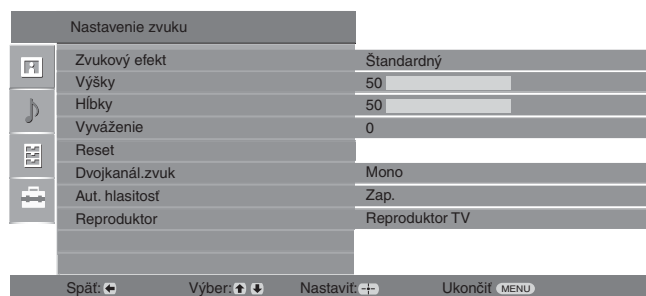 Nastavenie zvuku
Zvukový efekt Štandardný
Výšky 50
Hĺbky 50
Vyváženie 0
Reset
Dvojkanál.zvuk Mono
Aut. hlasitosť Zap.
Reproduktor Reproduktor TV
Späť: Výber: Nastaviť: Ukončiť MENU